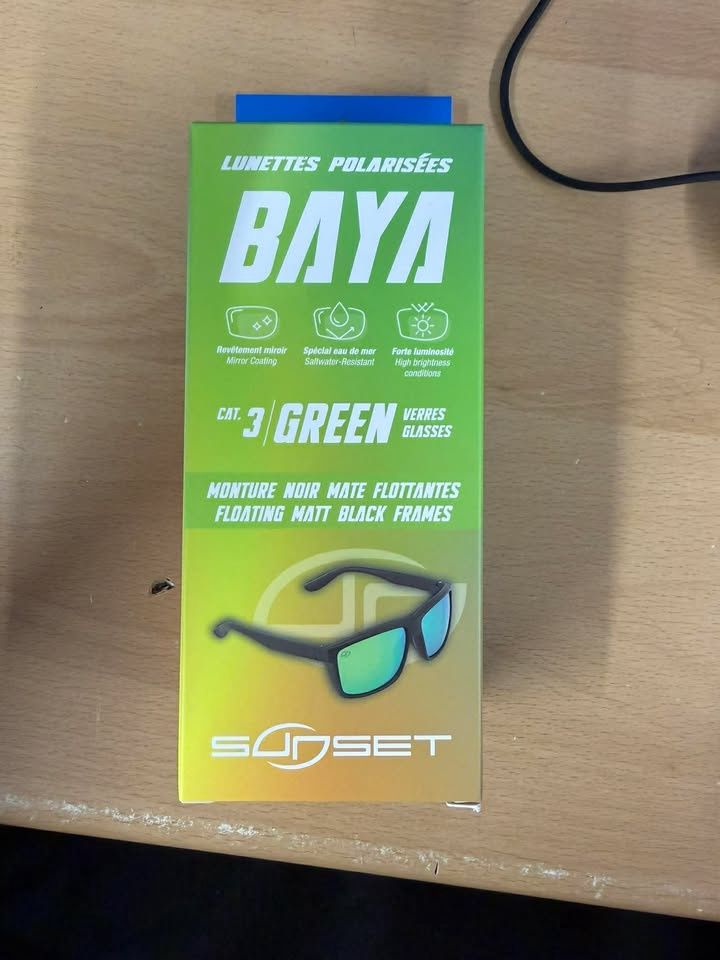 LUNETTES POLARISÉES
BAYA
Revêtement miroir
Mirror Coating
Spécial eau de mer
Saltwater-Resistant
Forte luminosité
High brightness
conditions
CAT. 3 GREEN VERRES
GLASSES
MONTURE NOIR MATE FLOTTANTES
FLOATING MATT BLACK FRAMES
SUNSET